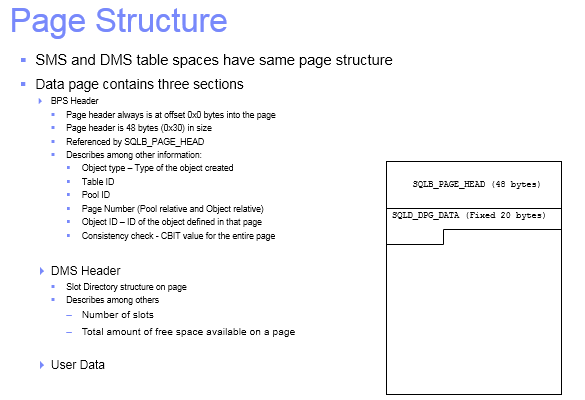 Page Structure
SMS and DMS table spaces have same page structure
Data page contains three sections
BPS Header
Page header always is at offset 0x0 bytes into the page
Page header is 48 bytes (0x30) in size
Referenced by SQLB_PAGE_HEAD
Describes among other information:
Object type – Type of the object created
Table ID
Pool ID
Page Number (Pool relative and Object relative)
Object ID – ID of the object defined in that page
Consistency check - CBIT value for the entire page
DMS Header
Slot Directory structure on page
Describes among others
– Number of slots
– Total amount of free space available on a page
User Data
SQLB_PAGE_HEAD (48 bytes)
SQLD_DPG_DATA (Fixed 20 bytes)